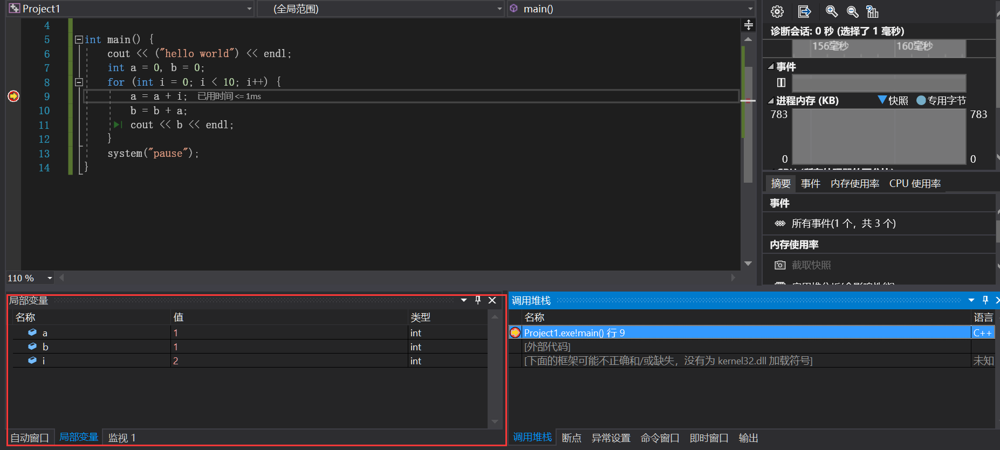 Project1
(全局范围)
main()
4
5 int main() {
6 cout << ("hello world") << endl;
7 int a = 0, b = 0;
8 for (int i = 0; i < 10; i++) {
9 a = a + i; 已用时间 <= 1ms
10 b = b + a;
11 cout << b << endl;
12 }
13 system("pause");
14 }
110 %
诊断会话: 0 秒 (选择了 1 毫秒)
156毫秒 160毫秒
事件
进程内存 (KB) 快照 专用字节
783 783
0 0
摘要 事件 内存使用率 CPU 使用率
事件
所有事件(1 个，共 3 个)
内存使用率
截取快照
局部变量
名称 值 类型
a 1 int
b 1 int
i 2 int
自动窗口 局部变量 监视 1
调用堆栈
名称 语言
Project1.exe!main() 行 9 C++
[外部代码]
[下面的框架可能不正确和/或缺失，没有为 kernel32.dll 加载符号] 未知
调用堆栈 断点 异常设置 命令窗口 即时窗口 输出